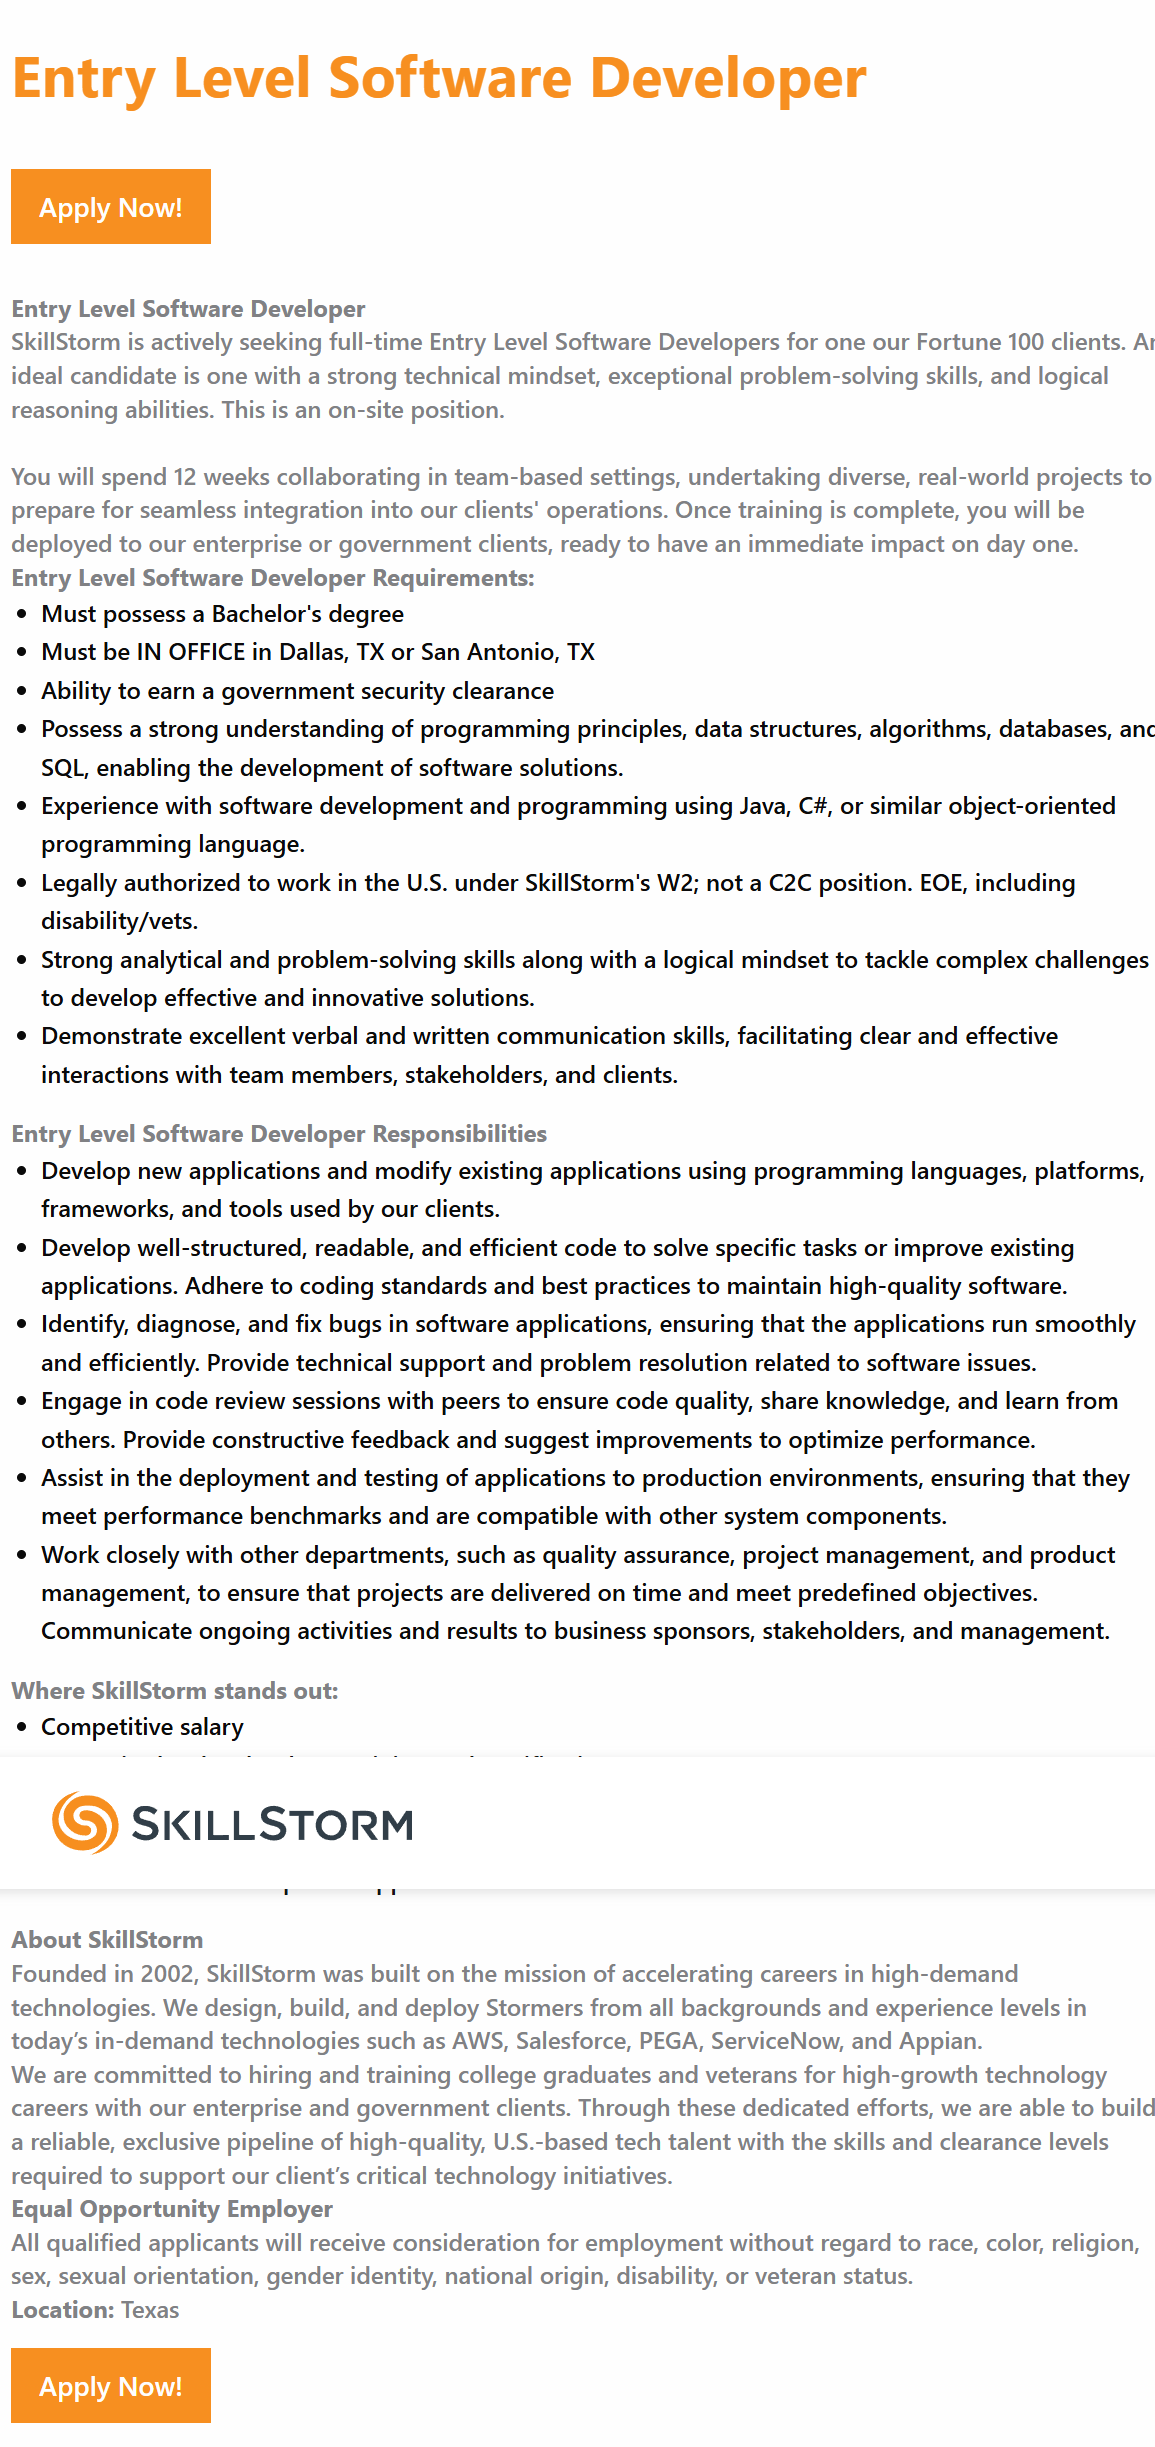 Entry Level Software Developer
Apply Now!
Entry Level Software Developer
SkillStorm is actively seeking full-time Entry Level Software Developers for one our Fortune 100 clients.
ideal candidate is one with a strong technical mindset, exceptional problem-solving skills, and logical
reasoning abilities. This is an on-site position.
You will spend 12 weeks collaborating in team-based settings, undertaking diverse, real-world projects to
prepare for seamless integration into our clients' operations. Once training is complete, you will be
deployed to our enterprise or government clients, ready to have an immediate impact on day one.
Entry Level Software Developer Requirements:
• Must possess a Bachelor's degree
• Must be IN OFFICE in Dallas, TX or San Antonio, TX
• Ability to earn a government security clearance
• Possess a strong understanding of programming principles, data structures, algorithms, databases, and
SQL, enabling the development of software solutions.
• Experience with software development and programming using Java, C#, or similar object-oriented
programming language.
• Legally authorized to work in the U.S. under SkillStorm's W2; not a C2C position. EOE, including
disability/vets.
• Strong analytical and problem-solving skills along with a logical mindset to tackle complex challenges
to develop effective and innovative solutions.
• Demonstrate excellent verbal and written communication skills, facilitating clear and effective
interactions with team members, stakeholders, and clients.
Entry Level Software Developer Responsibilities
• Develop new applications and modify existing applications using programming languages, platforms,
frameworks, and tools used by our clients.
• Develop well-structured, readable, and efficient code to solve specific tasks or improve existing
applications. Adhere to coding standards and best practices to maintain high-quality software.
• Identify, diagnose, and fix bugs in software applications, ensuring that the applications run smoothly
and efficiently. Provide technical support and problem resolution related to software issues.
• Engage in code review sessions with peers to ensure code quality, share knowledge, and learn from
others. Provide constructive feedback and suggest improvements to optimize performance.
• Assist in the deployment and testing of applications to production environments, ensuring that they
meet performance benchmarks and are compatible with other system components.
• Work closely with other departments, such as quality assurance, project management, and product
management, to ensure that projects are delivered on time and meet predefined objectives.
Communicate ongoing activities and results to business sponsors, stakeholders, and management.
Where SkillStorm stands out:
• Competitive salary
SKILLSTORM
About SkillStorm
Founded in 2002, SkillStorm was built on the mission of accelerating careers in high-demand
technologies. We design, build, and deploy Stormers from all backgrounds and experience levels in
today’s in-demand technologies such as AWS, Salesforce, PEGA, ServiceNow, and Appian.
We are committed to hiring and training college graduates and veterans for high-growth technology
careers with our enterprise and government clients. Through these dedicated efforts, we are able to build
a reliable, exclusive pipeline of high-quality, U.S.-based tech talent with the skills and clearance levels
required to support our client’s critical technology initiatives.
Equal Opportunity Employer
All qualified applicants will receive consideration for employment without regard to race, color, religion,
sex, sexual orientation, gender identity, national origin, disability, or veteran status.
Location: Texas
Apply Now!